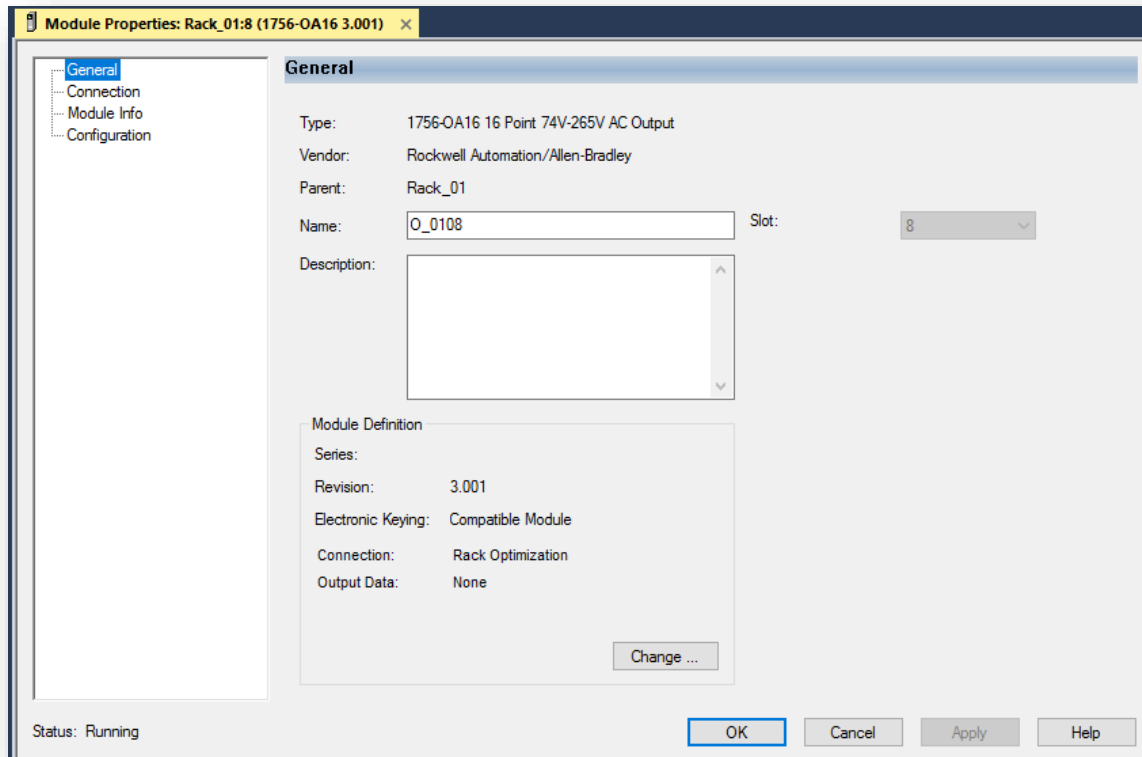 Module Properties: Rack_01:8 (1756-OA16 3.001) ×
General
Connection
Module Info
Configuration
General
Type: 1756-OA16 16 Point 74V-265V AC Output
Vendor: Rockwell Automation/Allen-Bradley
Parent: Rack_01
Name: O_0108 Slot: 8
Description:
Module Definition
Series:
Revision: 3.001
Electronic Keying: Compatible Module
Connection: Rack Optimization
Output Data: None
Change ...
Status: Running OK Cancel Apply Help